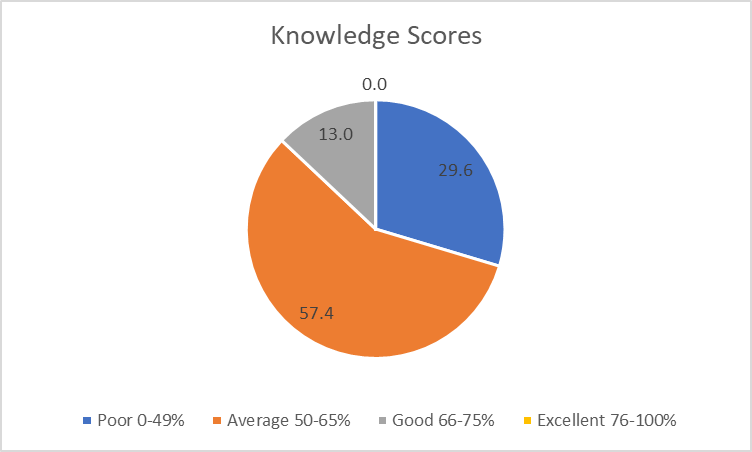 Knowledge Scores
0.0
13.0
29.6
57.4
Poor 0-49% Average 50-65% Good 66-75% Excellent 76-100%